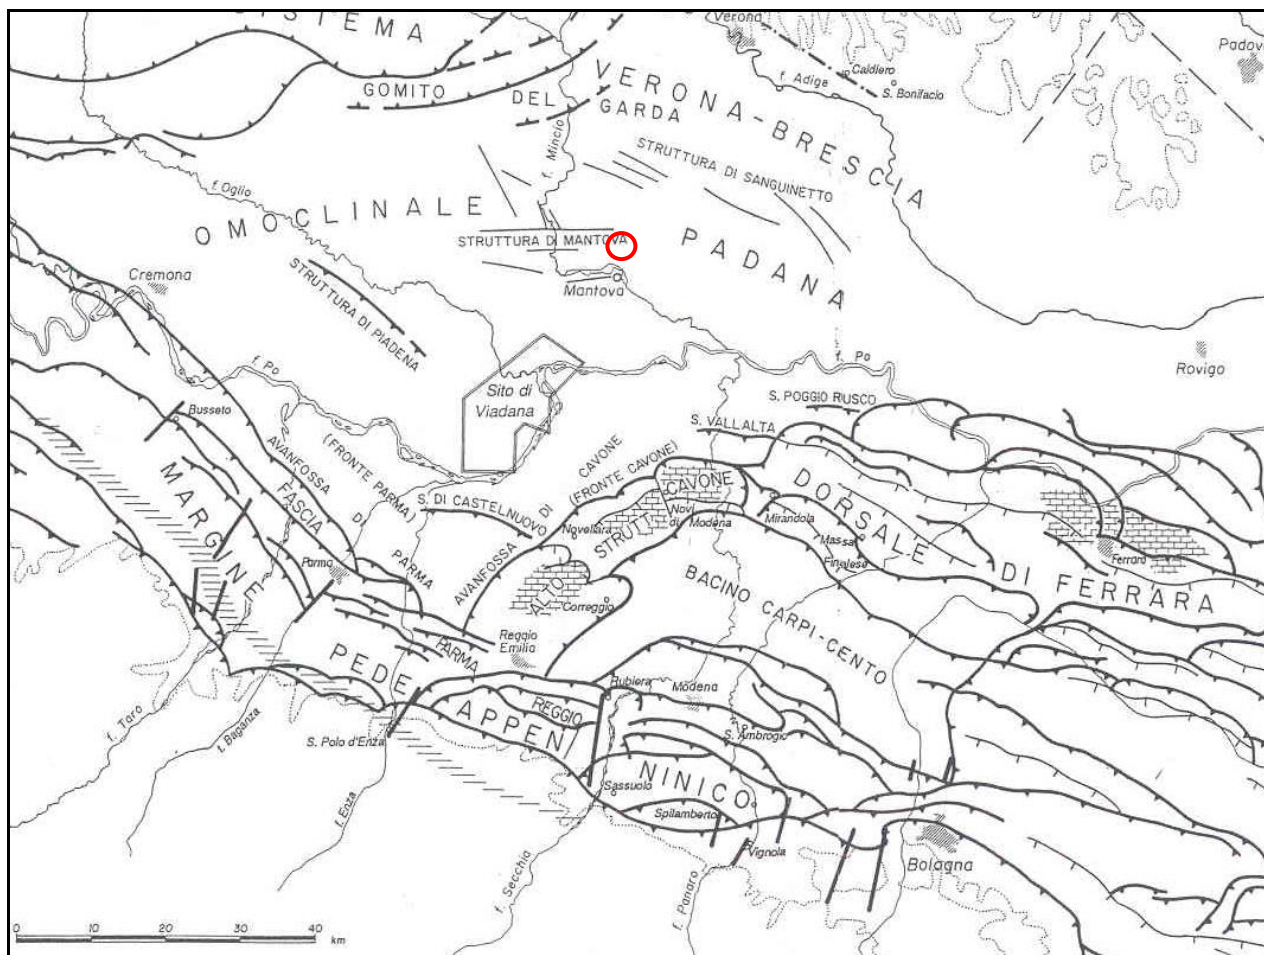 SISTEMA
Verona
Padova
Caldiero
f. Adige
S. Bonifacio
GOMITO
DEL
GARDA
VERONA-BRESCIA
f. Mincio
STRUTTURA DI SANGUINETTO
f. Oglio
OMOCLINALE
STRUTTURA DI MANTOVA
PADANA
Cremona
Mantova
STRUTTURA DI PIADENA
f. Po
f. Po
Rovigo
Sito di
Viadana
S. POGGIO RUSCO
Busseto
S. VALLALTA
AVANFOSSA DI PARMA
(FRONTE PARMA)
AVANFOSSA DI CAVONE
(FRONTE CAVONE)
CAVONE
MARGINE
FASCIA
S. DI CASTELNUOVO
Novellara
STRUTT
Novi
di
Modena
Mirandola
DORSALE
DI FERRARA
Massa
Finalese
Ferrara
Parma
ALTO
Correggio
BACINO CARPI-CENTO
Reggio
Emilia
PARMA
PEDE
Rubiera
Modena
REGGIO
APPEN
f. Taro
t. Baganza
S. Polo d'Enza
S. Ambrogio
NINICO
Sassuolo
t. Enza
Spilamberto
Vignola
Bolagna
f. Secchia
f. Panaro
0 10 20 30 40
km